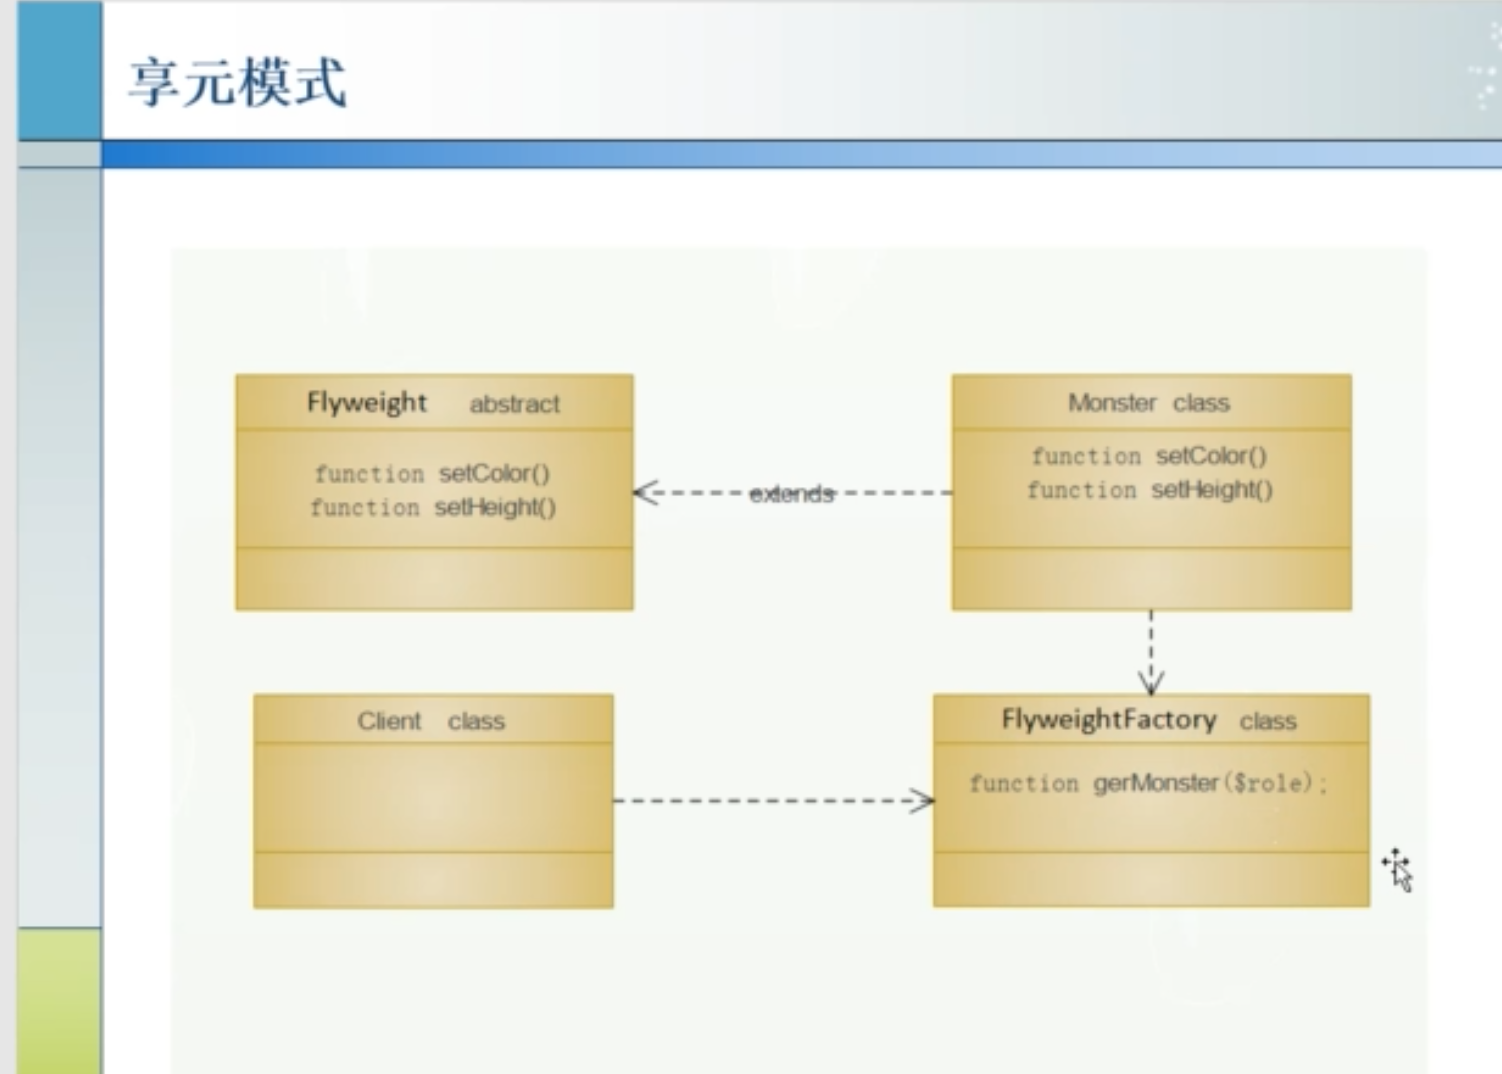 享元模式
Flyweight abstract
function setColor()
function setHeight()
extends
Monster class
function setColor()
function setHeight()
Client class
FlyweightFactory class
function gerMonster($role);